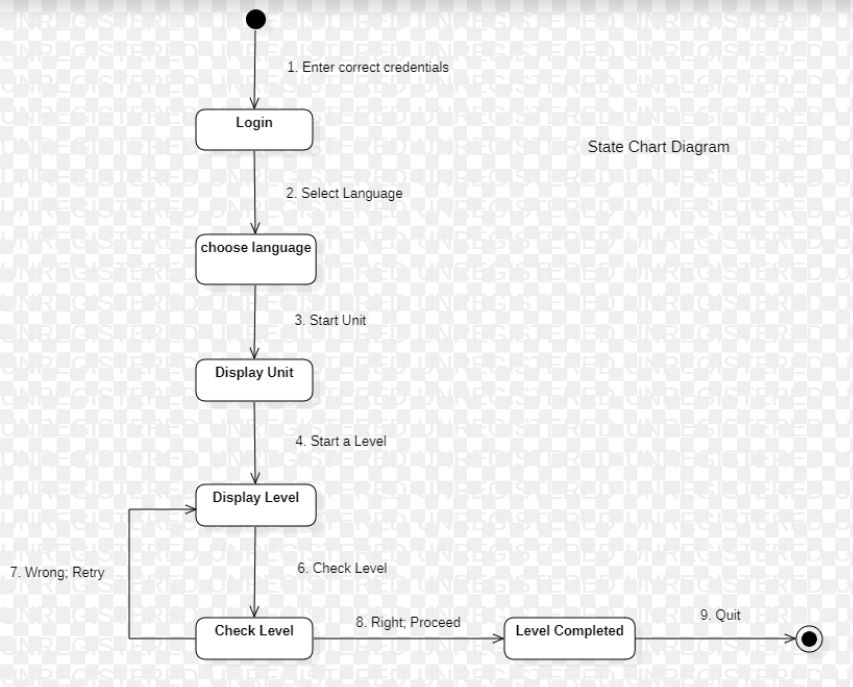 1. Enter correct credentials
Login
State Chart Diagram
2. Select Language
choose language
3. Start Unit
Display Unit
4. Start a Level
Display Level
7. Wrong; Retry
6. Check Level
Check Level
8. Right; Proceed
Level Completed
9. Quit
UNREGISTERED